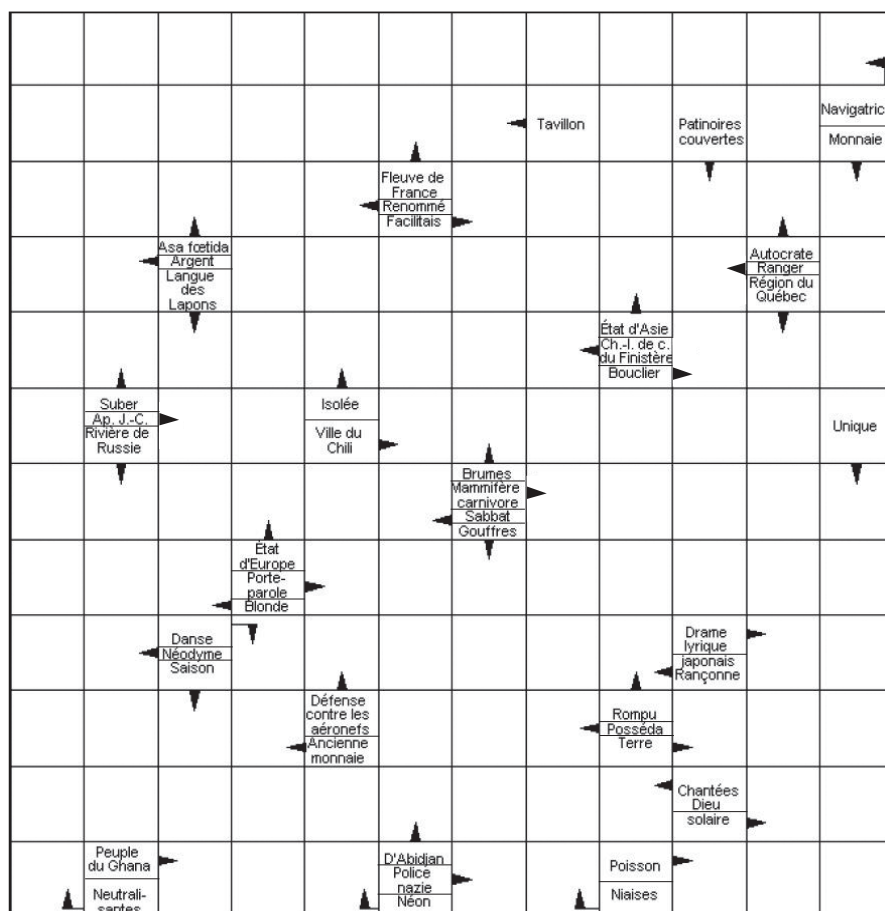 Tavillon
Patinoires
couvertes
Navigatric
Monnaie
Fleuve de
France
Renommé
Facilitais
Asa fœtida
Argent
Langue
des
Lapons
Autocrate
Ranger
Région du
Québec
État d'Asie
Ch.-l. de c.
du Finistère
Bouclier
Suber
Ap. J.-C.
Rivière de
Russie
Isolée
Ville du
Chili
Unique
Brumes
Mammifère
carnivore
Sabbat
Gouffres
État
d'Europe
Porte-
parole
Blonde
Danse
Néodyme
Saison
Drame
lyrique
japonais
Rançonne
Défense
contre les
aéronefs
Ancienne
monnaie
Rompu
Posséda
Terre
Chantées
Dieu
solaire
Peuple
du Ghana
Neutrali-
santes
D'Abidjan
Police
nazie
Néon
Poisson
Niaises